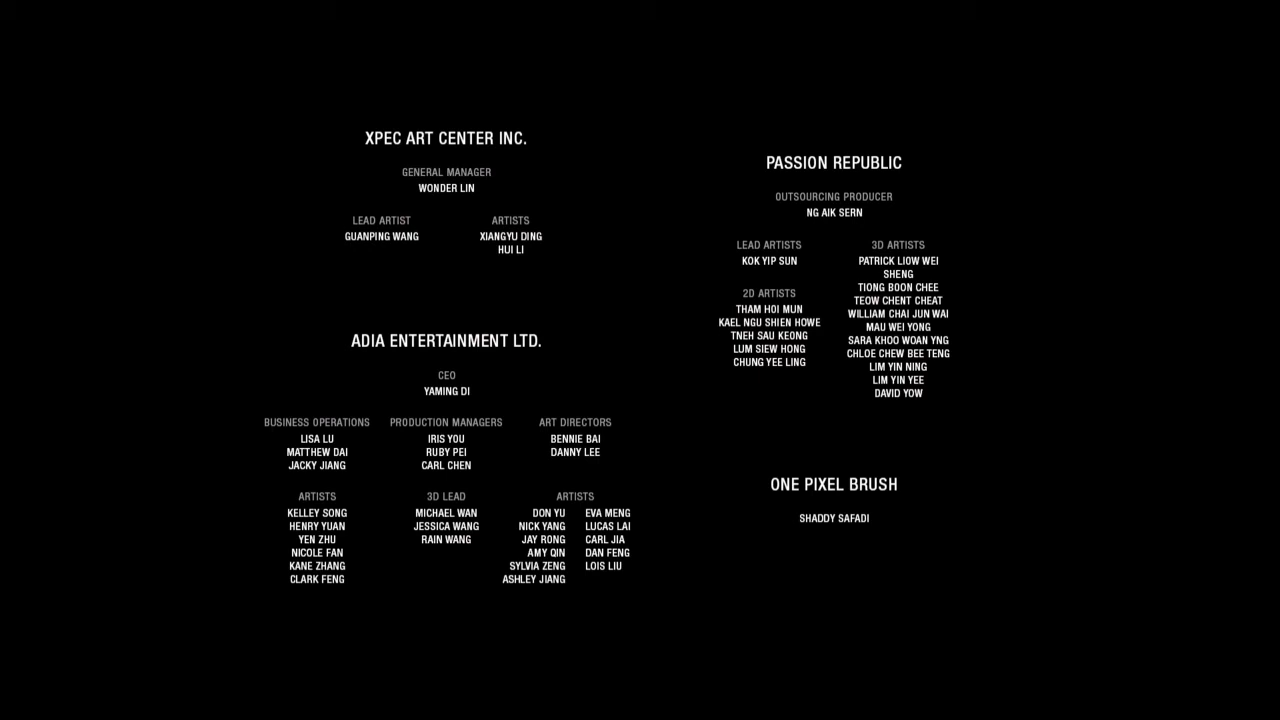 XPEC ART CENTER INC.
GENERAL MANAGER
WONDER LIN
LEAD ARTIST
GUANPING WANG
ARTISTS
XIANGYU DING
HUI LI
ADIA ENTERTAINMENT LTD.
CEO
YAMING DI
BUSINESS OPERATIONS
LISA LU
MATTHEW DAI
JACKY JIANG
PRODUCTION MANAGERS
IRIS YOU
RUBY PEI
CARL CHEN
ART DIRECTORS
BENNIE BAI
DANNY LEE
ARTISTS
KELLEY SONG
HENRY YUAN
YEN ZHU
NICOLE FAN
KANE ZHANG
CLARK FENG
3D LEAD
MICHAEL WAN
JESSICA WANG
RAIN WANG
ARTISTS
DON YU
NICK YANG
JAY RONG
AMY QIN
SYLVIA ZENG
ASHLEY JIANG
EVA MENG
LUCAS LAI
CARL JIA
DAN FENG
LOIS LIU
PASSION REPUBLIC
OUTSOURCING PRODUCER
NG AIK SERN
LEAD ARTISTS
KOK YIP SUN
2D ARTISTS
THAM HOI MUN
KAEL NGU SHIEN HOWE
TNEH SAU KEONG
LUM SIEW HONG
CHUNG YEE LING
3D ARTISTS
PATRICK LIOW WEI
SHENG
TIONG BOON CHEE
TEOW CHENT CHEAT
WILLIAM CHAI JUN WAI
MAU WEI YONG
SARA KHOO WOAN YNG
CHLOE CHEW BEE TENG
LIM YIN NING
LIM YIN YEE
DAVID YOW
ONE PIXEL BRUSH
SHADDY SAFADI